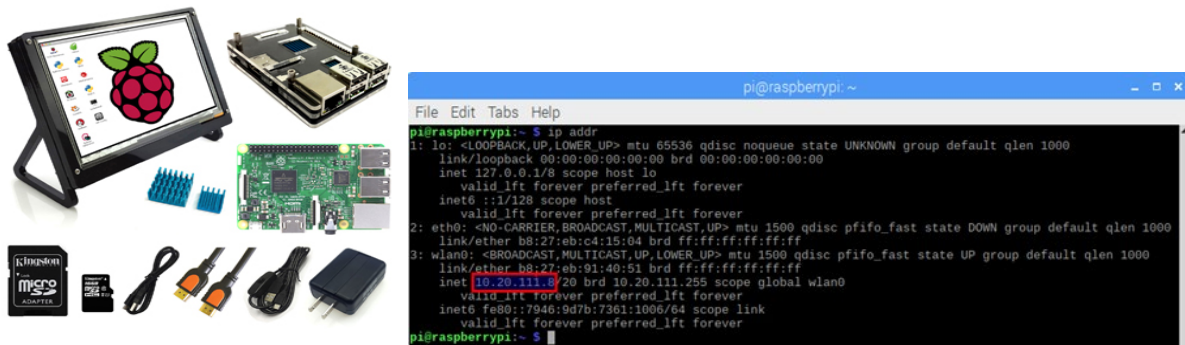 Kingston
micro
SD
ADAPTER
pi@raspberrypi: ~
File Edit Tabs Help
pi@raspberrypi:~ $ ip addr
1: lo: <LOOPBACK,UP,LOWER_UP> mtu 65536 qdisc noqueue state UNKNOWN group default qlen 1000
link/loopback 00:00:00:00:00:00 brd 00:00:00:00:00:00
inet 127.0.0.1/8 scope host lo
valid_lft forever preferred_lft forever
inet6 ::1/128 scope host
valid_lft forever preferred_lft forever
2: eth0: <NO-CARRIER,BROADCAST,MULTICAST,UP> mtu 1500 qdisc pfifo_fast state DOWN group default qlen 1000
link/ether b8:27:eb:c4:15:04 brd ff:ff:ff:ff:ff:ff
3: wlan0: <BROADCAST,MULTICAST,UP,LOWER_UP> mtu 1500 qdisc pfifo_fast state UP group default qlen 1000
link/ether b8:27:eb:91:40:51 brd ff:ff:ff:ff:ff:ff
inet 10.20.111.8/20 brd 10.20.111.255 scope global wlan0
valid_lft forever preferred_lft forever
inet6 fe80::7946:9d7b:7361:1006/64 scope link
valid_lft forever preferred_lft forever
pi@raspberrypi:~ $